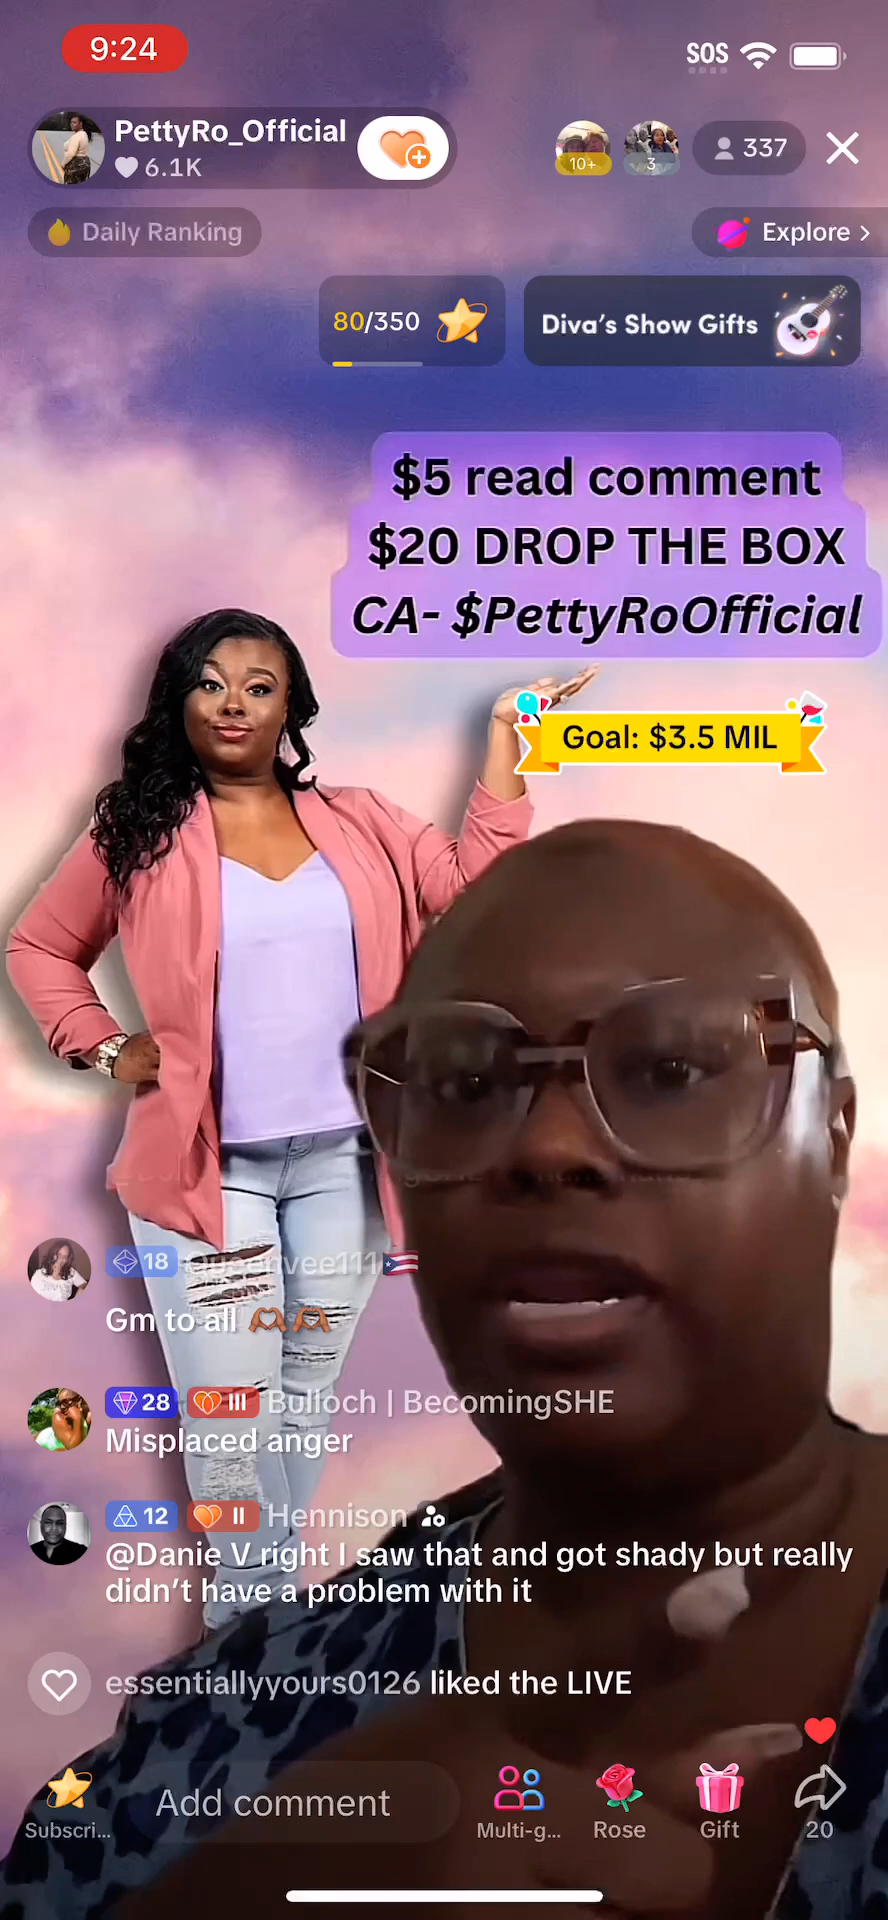 9:24
SOS
PettyRo_Official
6.1K
10+
3
337
Daily Ranking
Explore >
80/350
Diva's Show Gifts
$5 read comment
$20 DROP THE BOX
CA- $PettyRoOfficial
Goal: $3.5 MIL
18 Queenvee111🇵🇷
Gm to all 🫶🏾🫶🏾
28 III Bulloch | BecomingSHE
Misplaced anger
12 II Hennison
@Danie V right I saw that and got shady but really
didn't have a problem with it
essentiallyyours0126 liked the LIVE
Add comment
Subscri...
Multi-g...
Rose
Gift
20